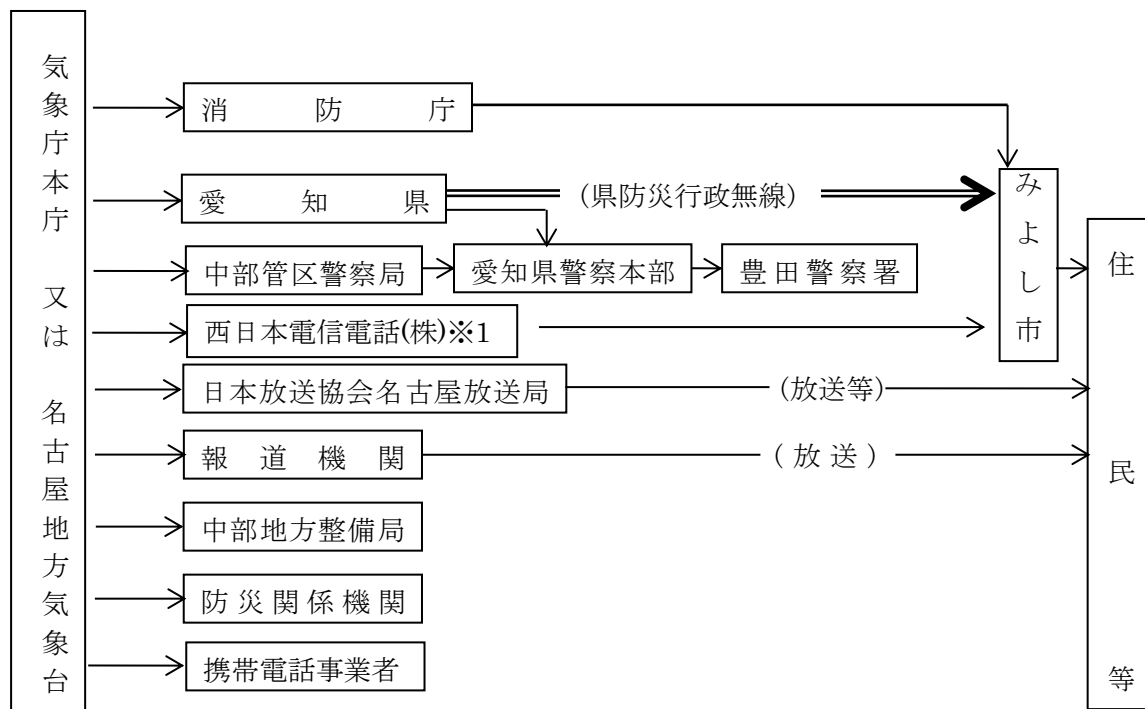 気象庁本庁 又は 名古屋地方気象台
消防庁
愛知県
(県防災行政無線)
みよし市
中部管区警察局
愛知県警察本部
豊田警察署
西日本電信電話(株)※1
日本放送協会名古屋放送局
(放送等)
報道機関
(放送)
中部地方整備局
防災関係機関
携帯電話事業者
住民等